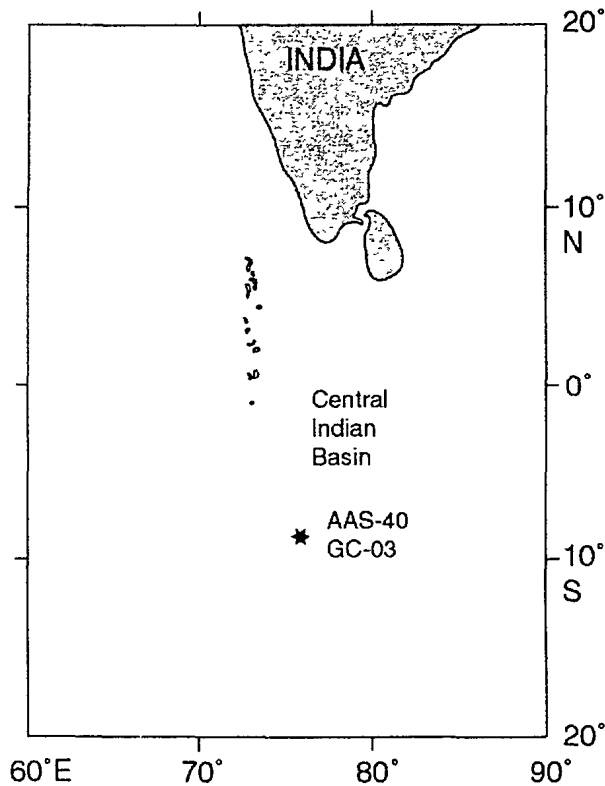 20°
INDIA
10°
N
0°
Central
Indian
Basin
AAS-40
GC-03
10°
S
20°
60°E 70° 80° 90°